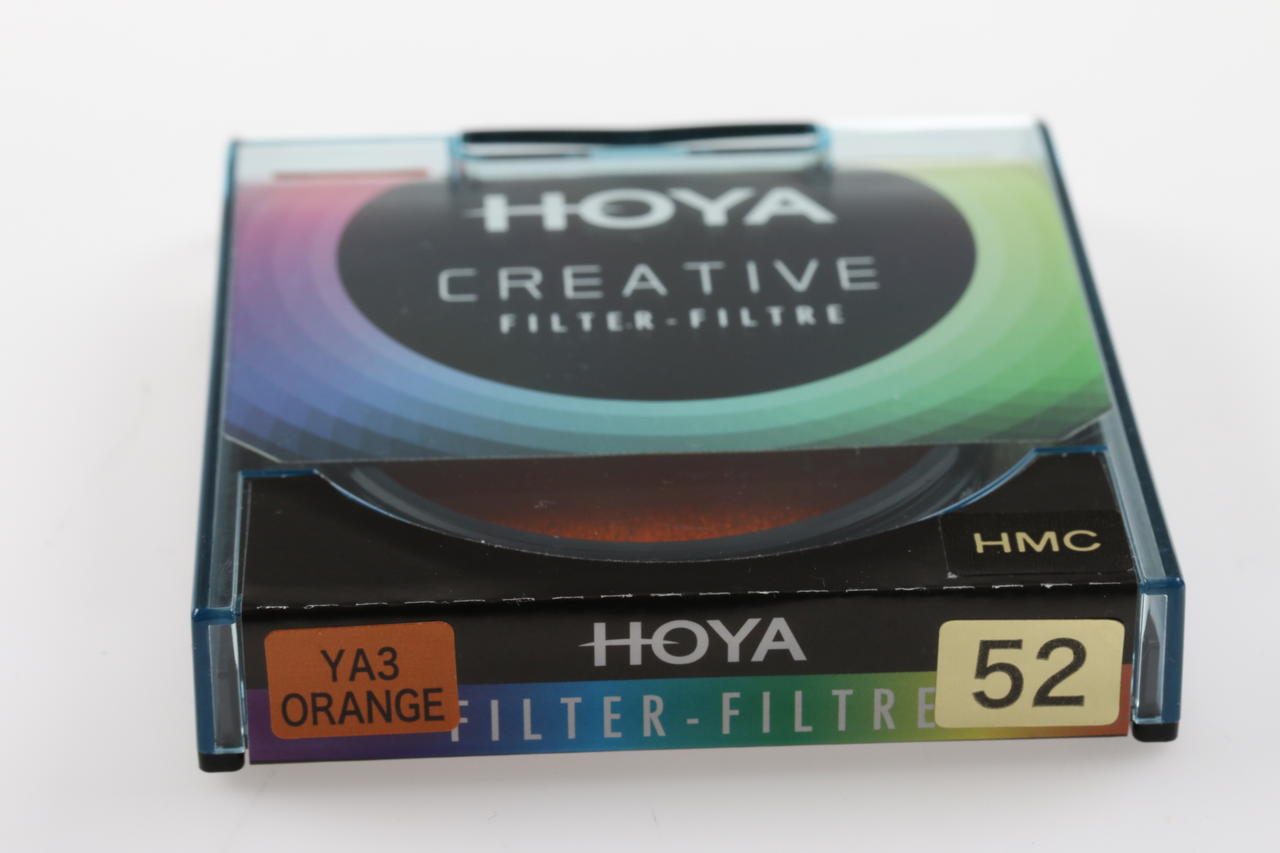 HOYA
CREATIVE
FILTER-FILTRE
HMC
YA3
ORANGE
HOYA
FILTER-FILTRE
52